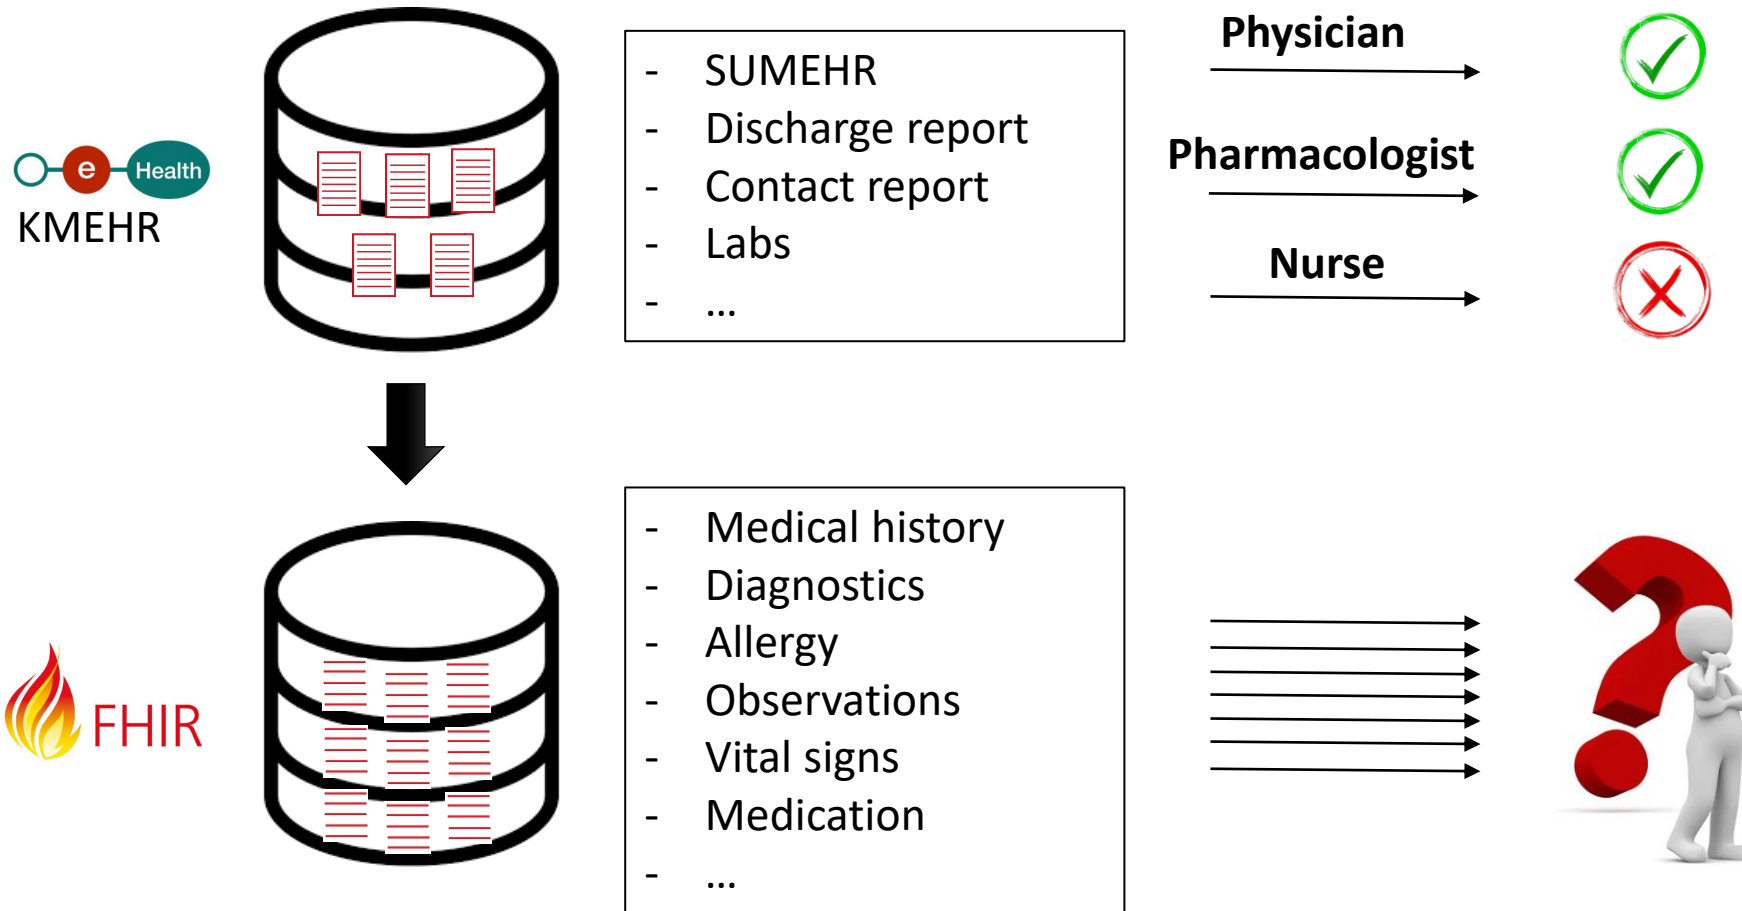 e Health
KMEHR
- SUMEHR
- Discharge report
- Contact report
- Labs
- ...
Physician
Pharmacologist
Nurse
FHIR
- Medical history
- Diagnostics
- Allergy
- Observations
- Vital signs
- Medication
- ...